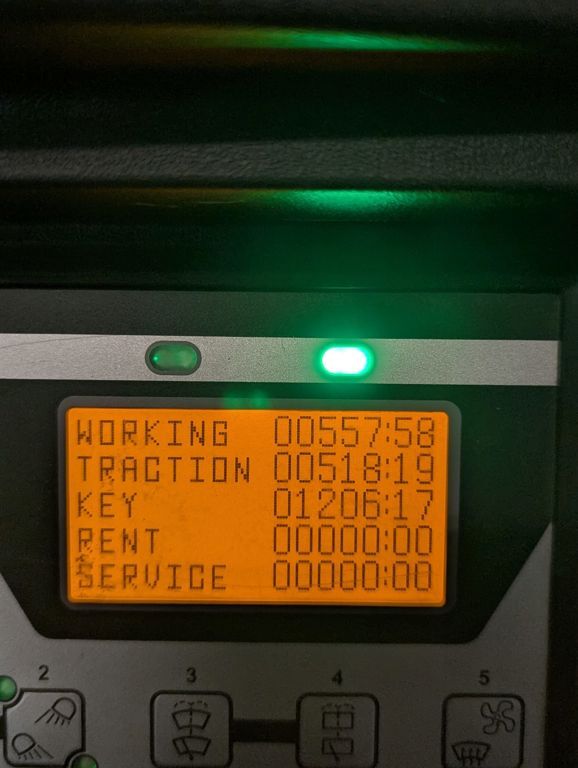 WORKING 00557:58
TRACTION 00518:19
KEY 01206:17
RENT 00000:00
SERVICE 00000:00
2 3 4 5